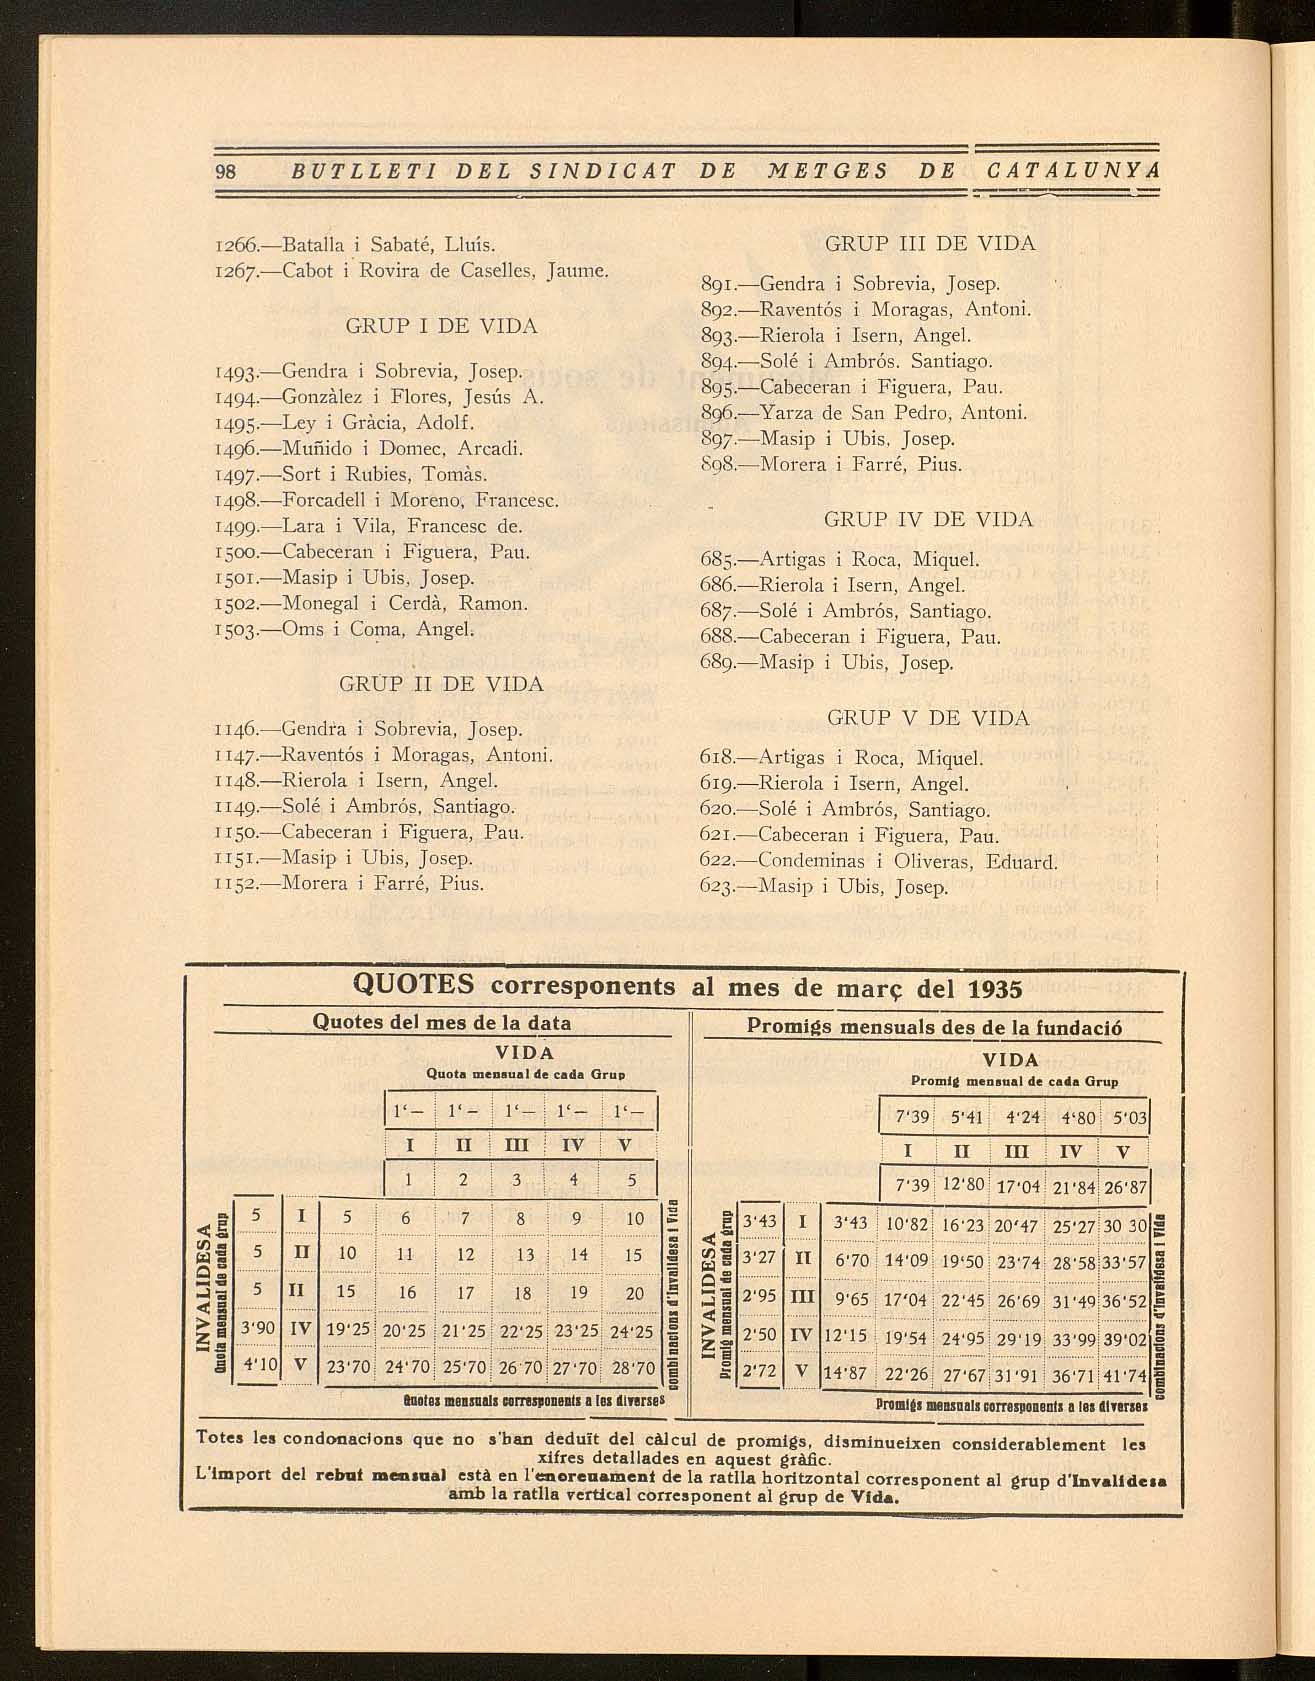 98 BUTLLETI DEL SINDICAT DE METGES DE CATALUNYA
1266.—Batalla i Sabaté, Lluís.
1267.—Cabot i Rovira de Caselles, Jaume.
GRUP I DE VIDA
1493.—Gendra i Sobrevia, Josep.
1494.—Gonzàlez i Flores, Jesús A.
1495.—Ley i Gràcia, Adolf.
1496.—Muñido i Domec, Arcadi.
1497.—Sort i Rubies, Tomàs.
1498.—Forcadell i Moreno, Francesc.
1499.—Lara i Vila, Francesc de.
1500.—Cabeceran i Figuera, Pau.
1501.—Masip i Ubis, Josep.
1502.—Monegal i Cerdà, Ramon.
1503.—Oms i Coma, Angel.
GRUP II DE VIDA
1146.—Gendra i Sobrevia, Josep.
1147.—Raventós i Moragas, Antoni.
1148.—Rierola i Isern, Angel.
1149.—Solé i Ambrós, Santiago.
1150.—Cabeceran i Figuera, Pau.
1151.—Masip i Ubis, Josep.
1152.—Morera i Farré, Pius.
GRUP III DE VIDA
891.—Gendra i Sobrevia, Josep.
892.—Raventós i Moragas, Antoni.
893.—Rierola i Isern, Angel.
894.—Solé i Ambrós. Santiago.
895.—Cabeceran i Figuera, Pau.
896.—Yarza de San Pedro, Antoni.
897.—Masip i Ubis, Josep.
898.—Morera i Farré, Pius.
GRUP IV DE VIDA
685.—Artigas i Roca, Miquel.
686.—Rierola i Isern, Angel.
687.—Solé i Ambrós, Santiago.
688.—Cabeceran i Figuera, Pau.
689.—Masip i Ubis, Josep.
GRUP V DE VIDA
618.—Artigas i Roca, Miquel.
619.—Rierola i Isern, Angel.
620.—Solé i Ambrós, Santiago.
621.—Cabeceran i Figuera, Pau.
622.—Condeminas i Oliveras, Eduard.
623.—Masip i Ubis, Josep.
QUOTES corresponents al mes de març del 1935
Quotes del mes de la data
VIDA
Quota mensual de cada Grup
1‘— 1‘— 1‘— 1‘— 1‘—
I II III IV V
1 2 3 4 5
INVALIDESA
Quota mensual de cada grup
5 I 5 6 7 8 9 10
5 II 10 11 12 13 14 15
5 II 15 16 17 18 19 20
3'90 IV 19'25 20'25 21'25 22'25 23'25 24'25
4'10 V 23'70 24'70 25'70 26 70 27'70 28'70
combinacions d'Invalidesa i Vida
Quotes mensuals corresponents a les diverses
Promigs mensuals des de la fundació
VIDA
Promig mensual de cada Grup
7'39 5'41 4'24 4'80 5'03
I II III IV V
7'39 12'80 17'04 21'84 26'87
INVALIDESA
Promig mensual de cada grup
3'43 I 3'43 10'82 16'23 20'47 25'27 30 30
3'27 II 6'70 14'09 19'50 23'74 28'58 33'57
2'95 III 9'65 17'04 22'45 26'69 31'49 36'52
2'50 IV 12'15 19'54 24'95 29'19 33'99 39'02
2'72 V 14'87 22'26 27'67 31'91 36'71 41'74
combinacions d'Invalidesa i Vida
Promigs mensuals corresponents a les diverses
Totes les condonacions que no s'han deduït del càlcul de promigs, disminueixen considerablement les
xifres detallades en aquest gràfic.
L'import del rebut mensual està en l'encreuament de la ratlla horitzontal corresponent al grup d'Invalidesa
amb la ratlla vertical corresponent al grup de Vida.